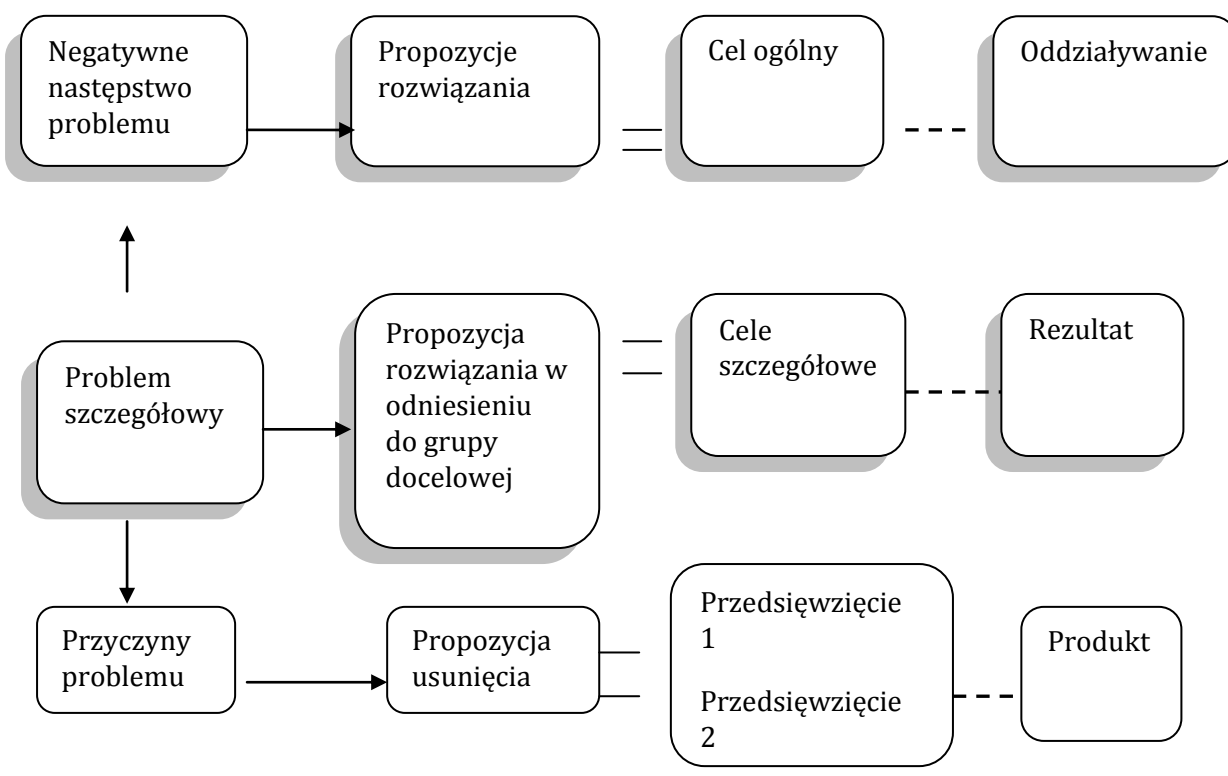 Negatywne
następstwo
problemu
Propozycje
rozwiązania
Cel ogólny
Oddziaływanie
Problem
szczegółowy
Propozycja
rozwiązania w
odniesieniu
do grupy
docelowej
Cele
szczegółowe
Rezultat
Przyczyny
problemu
Propozycja
usunięcia
Przedsięwzięcie
1
Przedsięwzięcie
2
Produkt